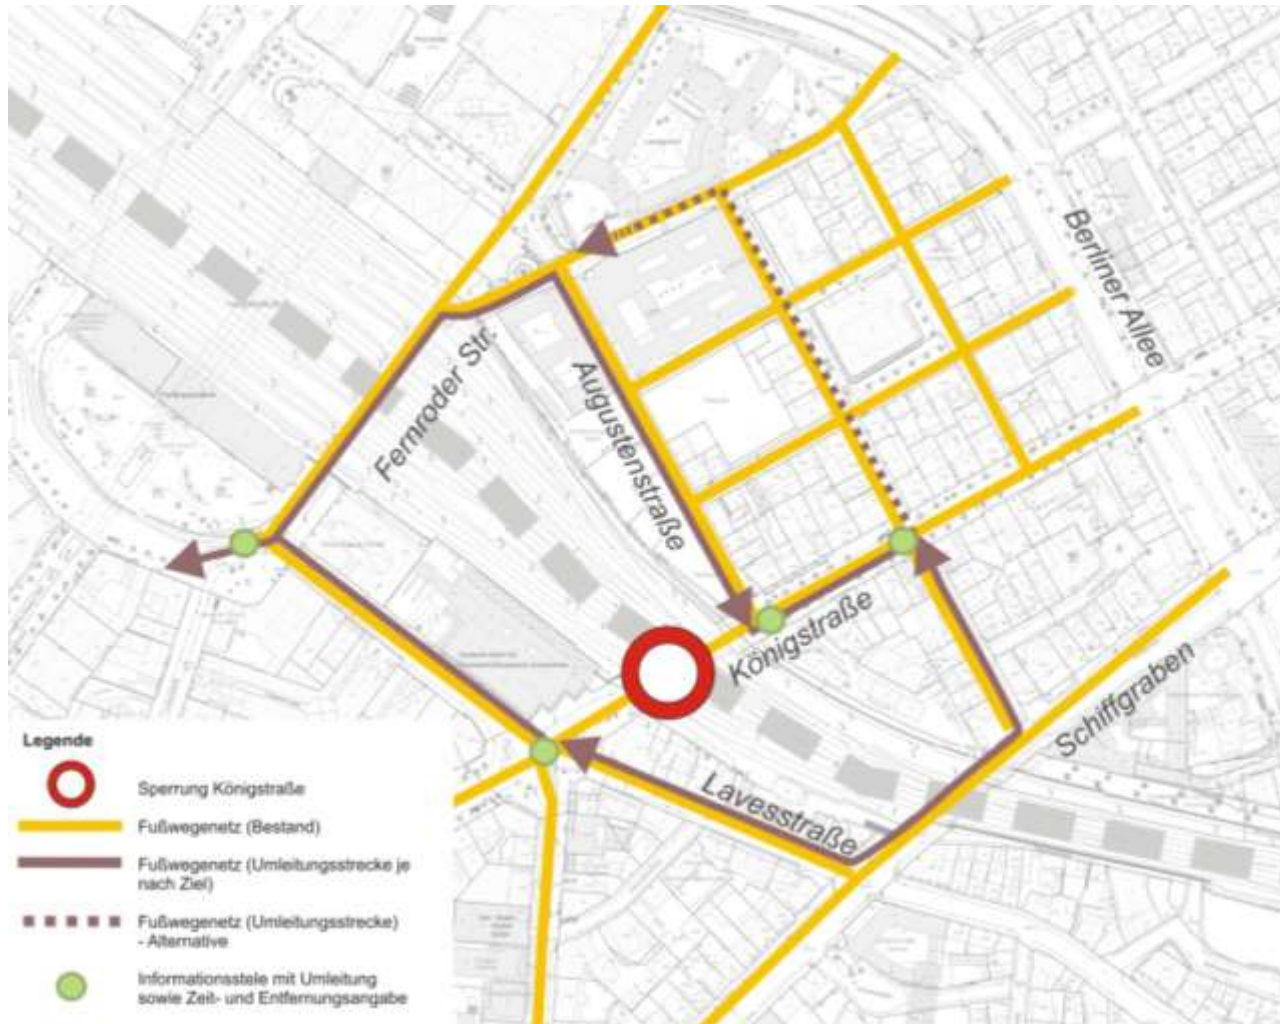 Berliner Allee
Fernroder Str.
Augustenstraße
Königstraße
Schiffgraben
Lavesstraße
Legende
Sperrung Königstraße
Fußwegenetz (Bestand)
Fußwegenetz (Umleitungsstrecke je
nach Ziel)
Fußwegenetz (Umleitungsstrecke)
- Alternative
Informationsstele mit Umleitung
sowie Zeit- und Entfernungsangabe